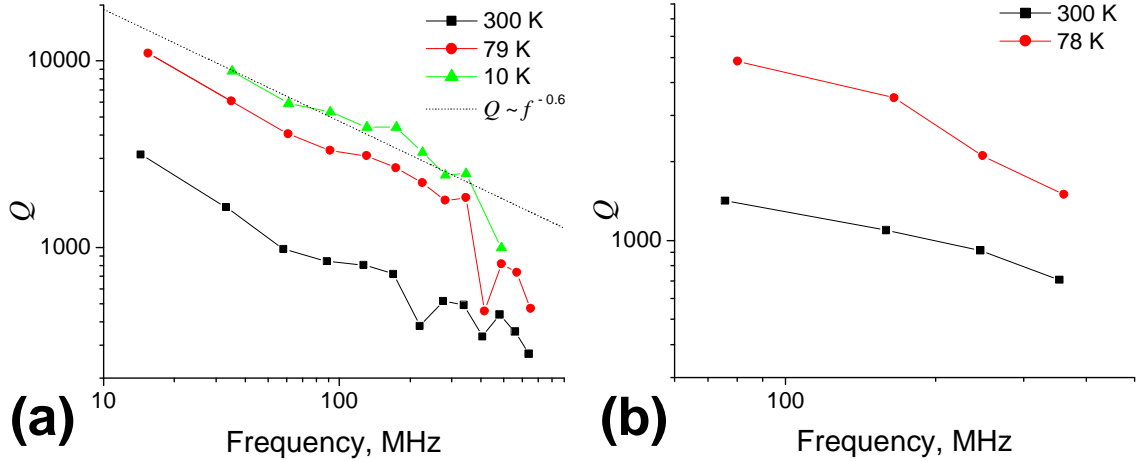 300 K
79 K
10 K
Q ~ f -0.6
10000
1000
Q
10
100
Frequency, MHz
(a)
300 K
78 K
1000
Q
100
Frequency, MHz
(b)